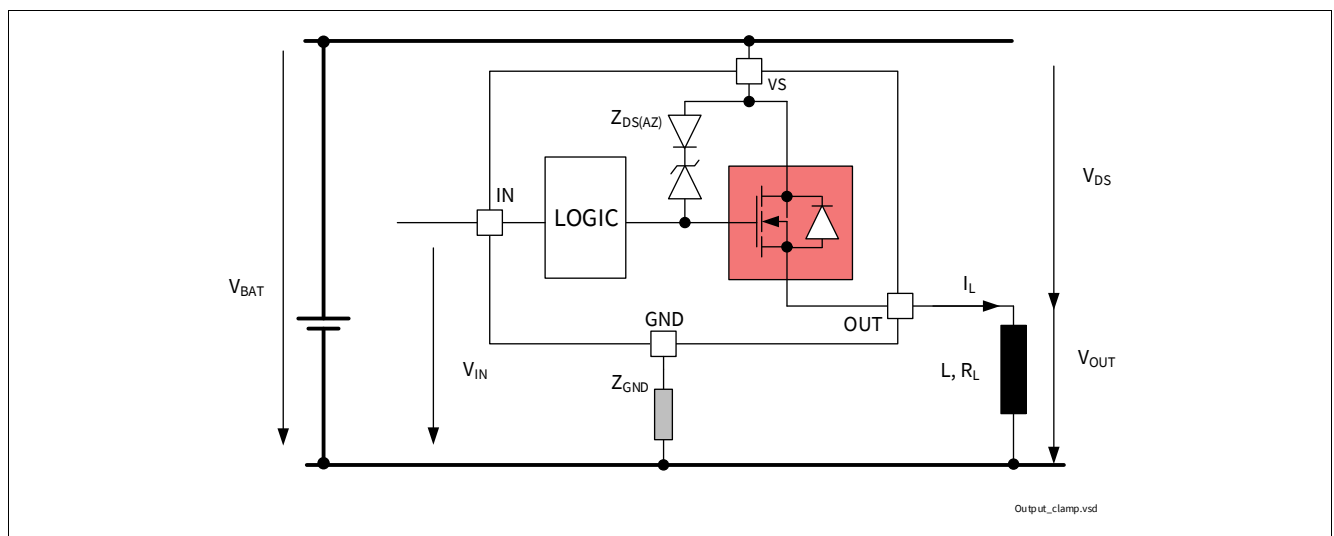 VS
ZDS(AZ)
VDS
IN
LOGIC
VBAT
IL
GND
OUT
VOUT
VIN
ZGND
L, RL
Output_clamp.vsd